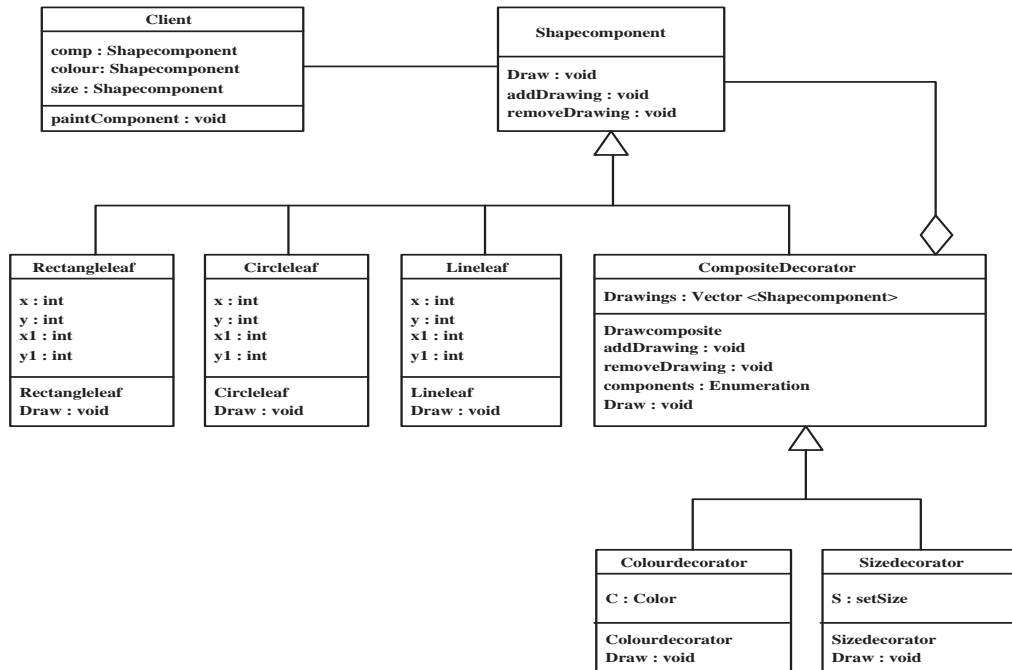 Client
comp : Shapecomponent
colour: Shapecomponent
size : Shapecomponent
paintComponent : void
Shapecomponent
Draw : void
addDrawing : void
removeDrawing : void
Rectangleleaf
x : int
y : int
x1 : int
y1 : int
Rectangleleaf
Draw : void
Circleleaf
x : int
y : int
x1 : int
y1 : int
Circleleaf
Draw : void
Lineleaf
x : int
y : int
x1 : int
y1 : int
Lineleaf
Draw : void
CompositeDecorator
Drawings : Vector <Shapecomponent>
Drawcomposite
addDrawing : void
removeDrawing : void
components : Enumeration
Draw : void
Colourdecorator
C : Color
Colourdecorator
Draw : void
Sizedecorator
S : setSize
Sizedecorator
Draw : void